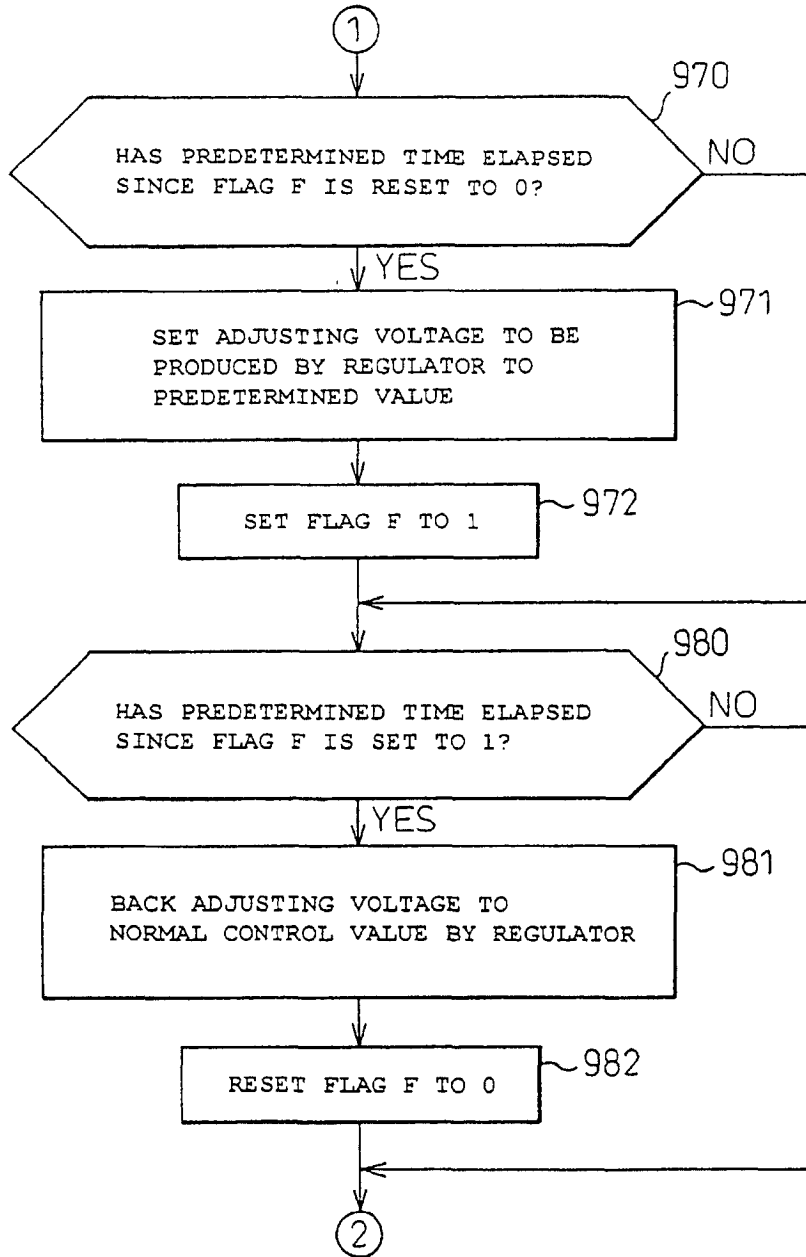 1
970
HAS PREDETERMINED TIME ELAPSED
SINCE FLAG F IS RESET TO 0?
NO
YES
971
SET ADJUSTING VOLTAGE TO BE
PRODUCED BY REGULATOR TO
PREDETERMINED VALUE
972
SET FLAG F TO 1
980
HAS PREDETERMINED TIME ELAPSED
SINCE FLAG F IS SET TO 1?
NO
YES
981
BACK ADJUSTING VOLTAGE TO
NORMAL CONTROL VALUE BY REGULATOR
982
RESET FLAG F TO 0
2